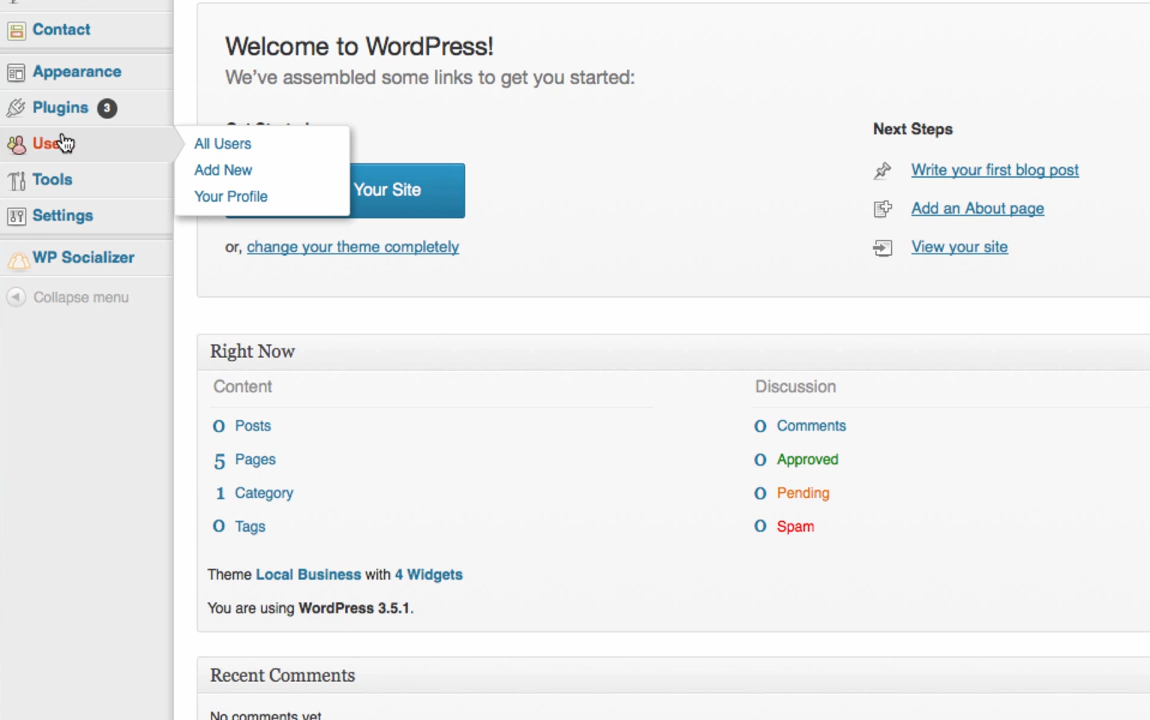 Contact
Appearance
Plugins 3
Tools
Settings
WP Socializer
Collapse menu
All Users
Add New
Your Profile
Welcome to WordPress!
We've assembled some links to get you started:
Your Site
or, change your theme completely
Next Steps
Write your first blog post
Add an About page
View your site
Right Now
Content
0 Posts
5 Pages
1 Category
0 Tags
Discussion
0 Comments
0 Approved
0 Pending
0 Spam
Theme Local Business with 4 Widgets
You are using WordPress 3.5.1.
Recent Comments
No comments yet